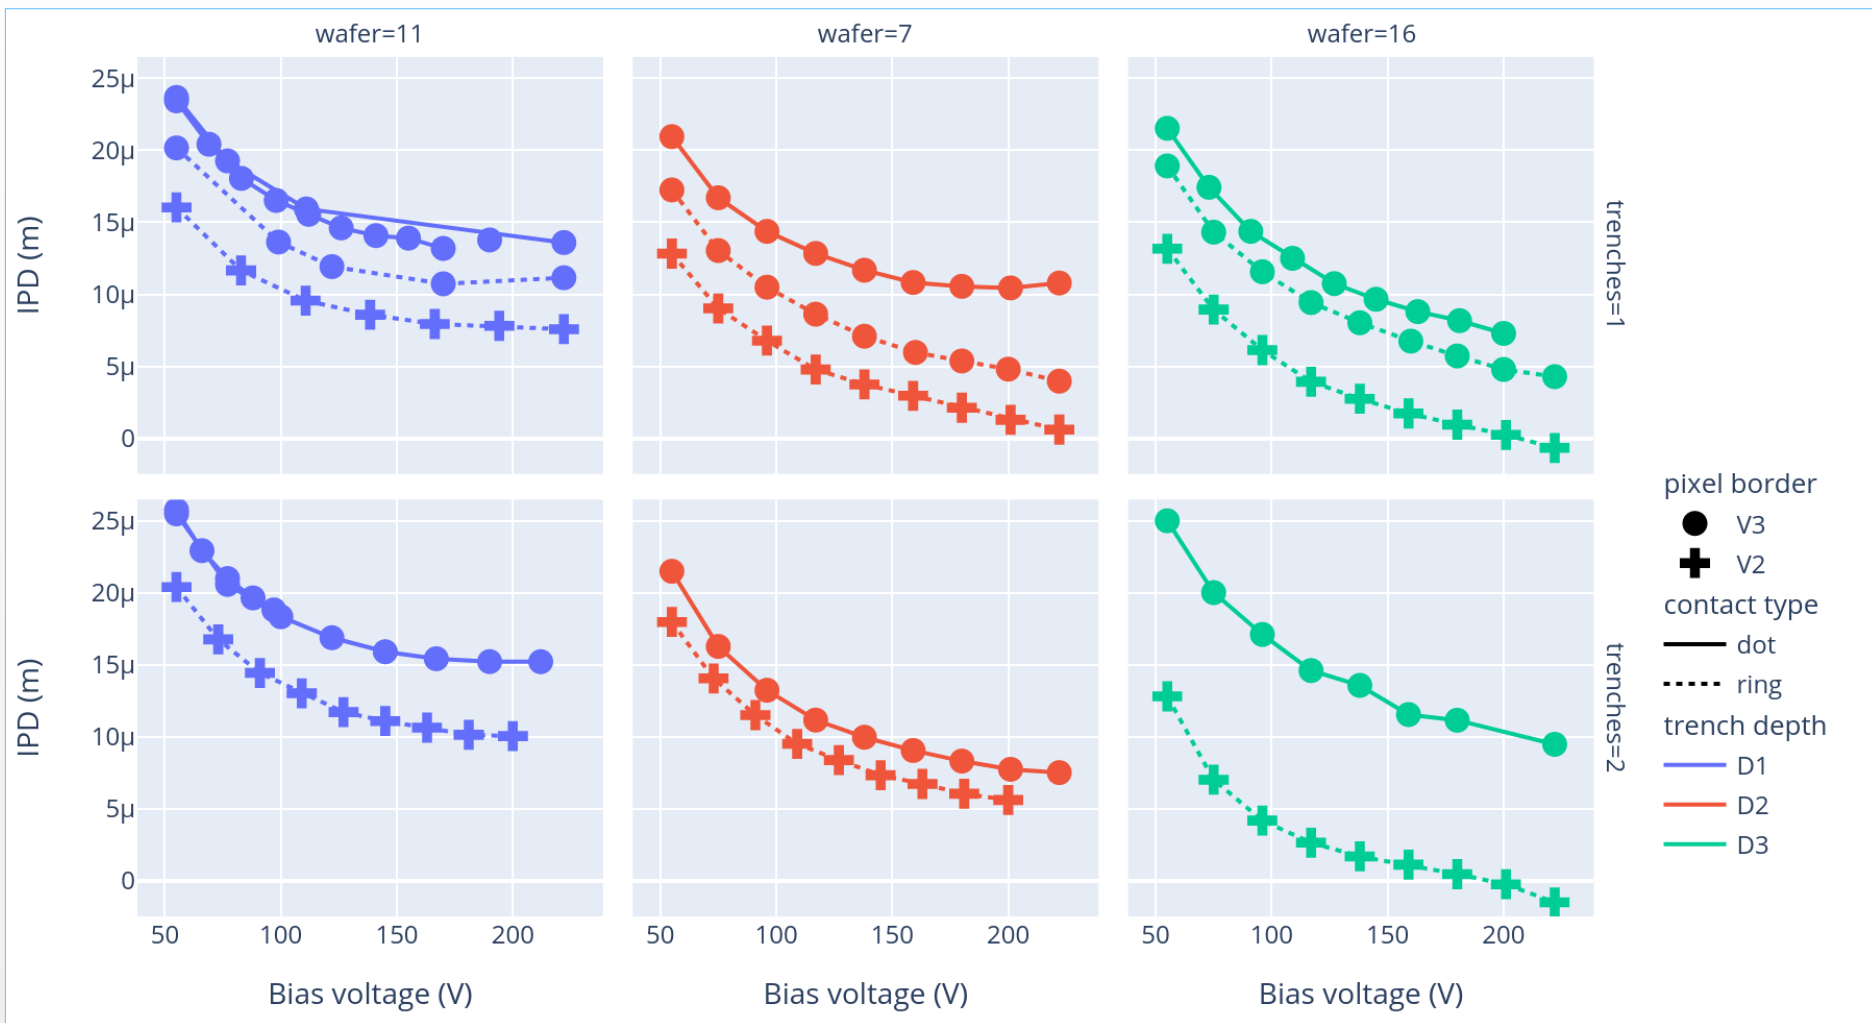 wafer=11
wafer=7
wafer=16
25μ
20μ
15μ
10μ
5μ
0
IPD (m)
trenches=1
25μ
20μ
15μ
10μ
5μ
0
IPD (m)
trenches=2
50 100 150 200
50 100 150 200
50 100 150 200
Bias voltage (V)
Bias voltage (V)
Bias voltage (V)
pixel border
V3
V2
contact type
dot
ring
trench depth
D1
D2
D3